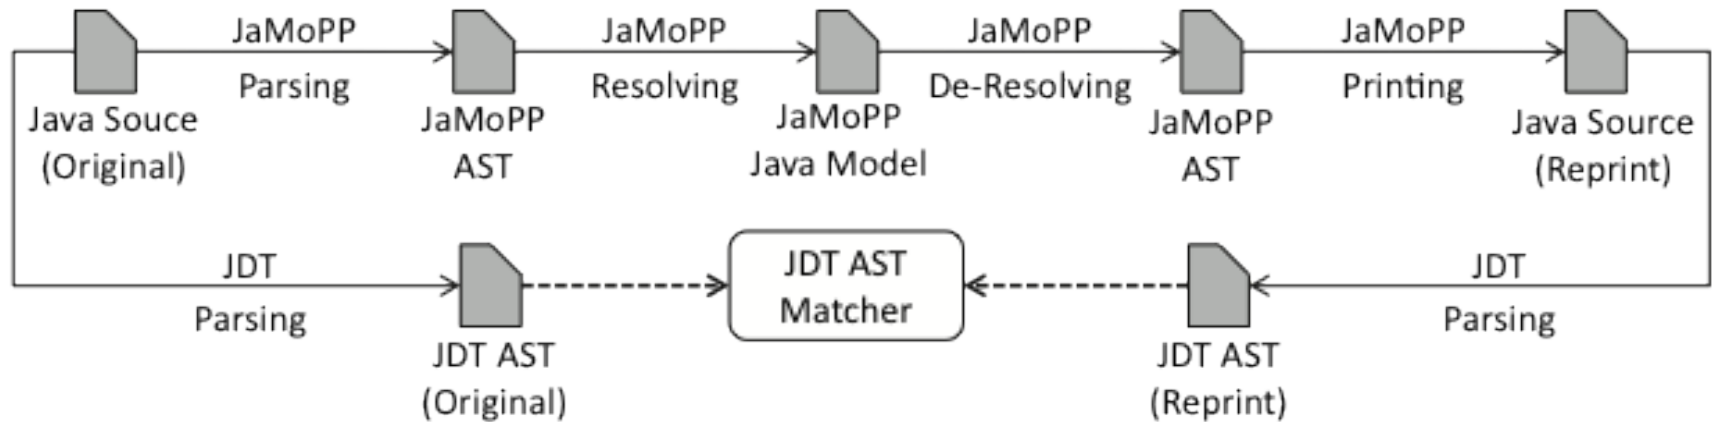 JaMoPP
Parsing
JaMoPP
Resolving
JaMoPP
De-Resolving
JaMoPP
Printing
Java Souce
(Original)
JaMoPP
AST
JaMoPP
Java Model
JaMoPP
AST
Java Source
(Reprint)
JDT
Parsing
JDT AST
(Original)
JDT AST
Matcher
JDT AST
(Reprint)
JDT
Parsing